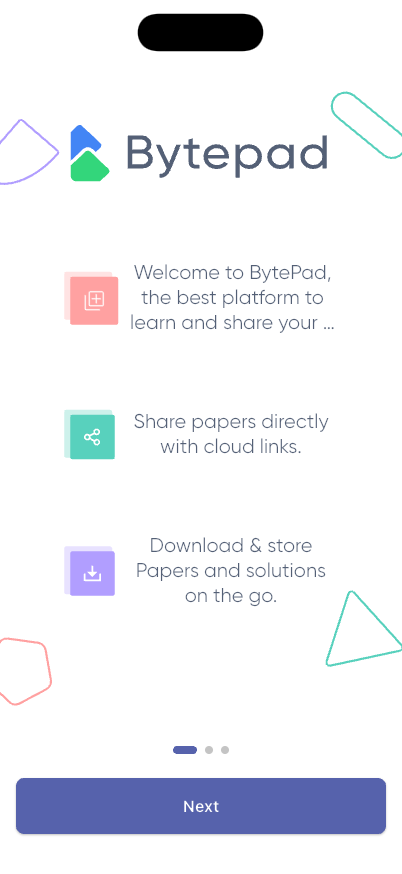 Bytepad
Welcome to BytePad,
the best platform to
learn and share your ...
Share papers directly
with cloud links.
Download & store
Papers and solutions
on the go.
Next